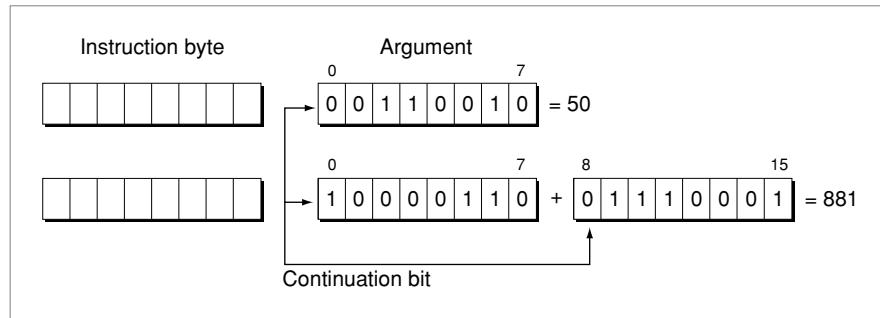 Instruction byte Argument
0 7
0 0 1 1 0 0 1 0 = 50
0 7 8 15
1 0 0 0 0 1 1 0 + 0 1 1 1 0 0 0 1 = 881
Continuation bit